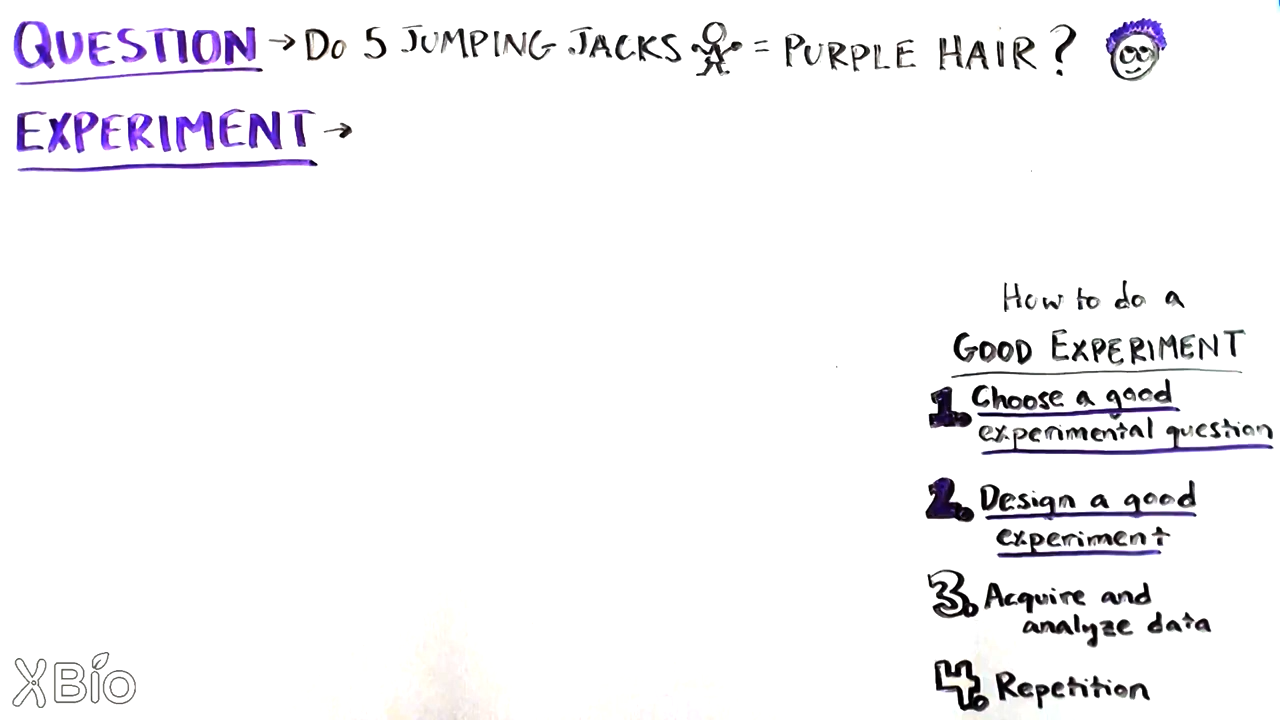 QUESTION → DO 5 JUMPING JACKS = PURPLE HAIR?
EXPERIMENT →
How to do a
GOOD EXPERIMENT
1. Choose a good
experimental question
2. Design a good
experiment
3. Acquire and
analyze data
4. Repetition
XBio